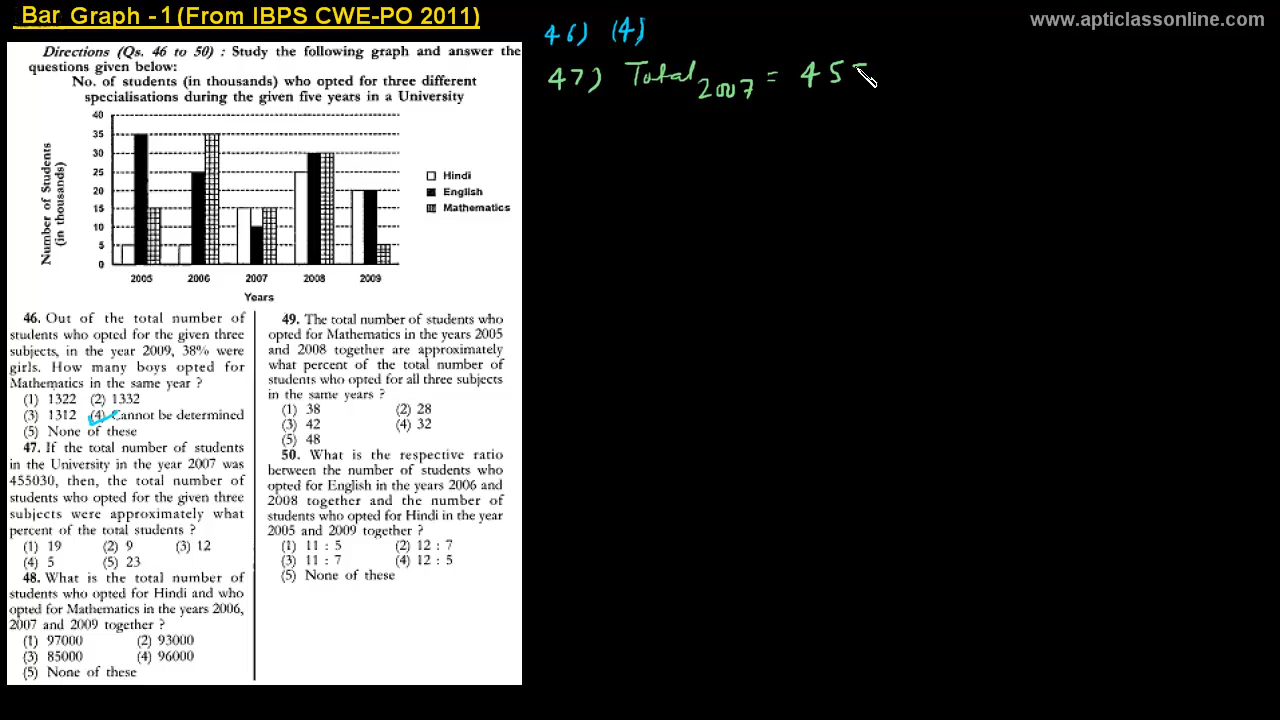 Bar Graph - 1 (From IBPS CWE-PO 2011)
www.apticlassonline.com
46) (4)
47) Total2007 = 455
Directions (Qs. 46 to 50) : Study the following graph and answer the
questions given below:
No. of students (in thousands) who opted for three different
specialisations during the given five years in a University
Number of Students
(in thousands)
40
35
30
25
20
15
10
5
0
2005 2006 2007 2008 2009
Years
Hindi
English
Mathematics
46. Out of the total number of
students who opted for the given three
subjects, in the year 2009, 38% were
girls. How many boys opted for
Mathematics in the same year ?
(1) 1322 (2) 1332
(3) 1312 (4) Cannot be determined
(5) None of these
47. If the total number of students
in the University in the year 2007 was
455030, then, the total number of
students who opted for the given three
subjects were approximately what
percent of the total students ?
(1) 19 (2) 9 (3) 12
(4) 5 (5) 23
48. What is the total number of
students who opted for Hindi and who
opted for Mathematics in the years 2006,
2007 and 2009 together ?
(1) 97000 (2) 93000
(3) 85000 (4) 96000
(5) None of these
49. The total number of students who
opted for Mathematics in the years 2005
and 2008 together are approximately
what percent of the total number of
students who opted for all three subjects
in the same years ?
(1) 38 (2) 28
(3) 42 (4) 32
(5) 48
50. What is the respective ratio
between the number of students who
opted for English in the years 2006 and
2008 together and the number of
students who opted for Hindi in the year
2005 and 2009 together ?
(1) 11 : 5 (2) 12 : 7
(3) 11 : 7 (4) 12 : 5
(5) None of these